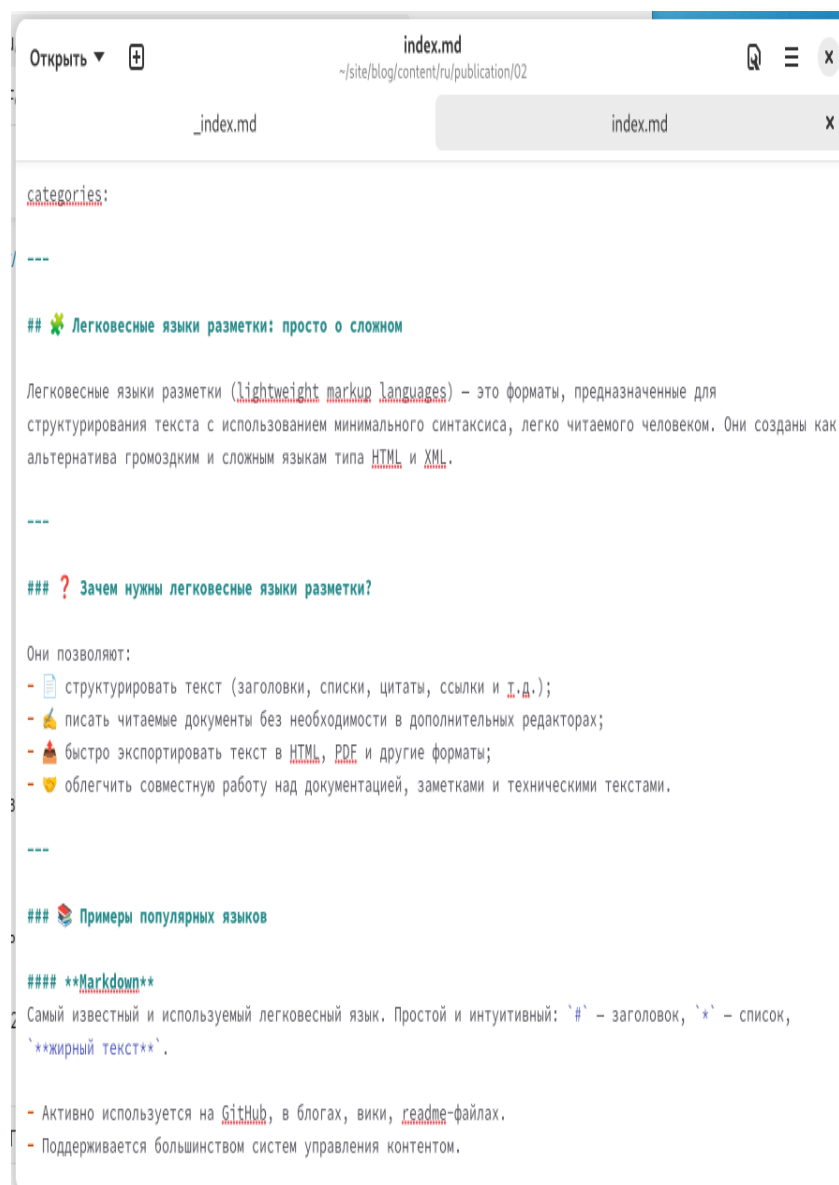 Открыть
index.md
~/site/blog/content/ru/publication/02
_index.md
index.md
categories:
---
## 🧩 Легковесные языки разметки: просто о сложном
Легковесные языки разметки (lightweight markup languages) — это форматы, предназначенные для
структурирования текста с использованием минимального синтаксиса, легко читаемого человеком. Они созданы как
альтернатива громоздким и сложным языкам типа HTML и XML.
---
### ❓ Зачем нужны легковесные языки разметки?
Они позволяют:
- 📄 структурировать текст (заголовки, списки, цитаты, ссылки и т.д.);
- ✍️ писать читаемые документы без необходимости в дополнительных редакторах;
- 📤 быстро экспортировать текст в HTML, PDF и другие форматы;
- 🤝 облегчить совместную работу над документацией, заметками и техническими текстами.
---
### 📚 Примеры популярных языков
#### **Markdown**
Самый известный и используемый легковесный язык. Простой и интуитивный: `#` — заголовок, `*` — список,
`**жирный текст**`.
- Активно используется на GitHub, в блогах, вики, readme-файлах.
- Поддерживается большинством систем управления контентом.